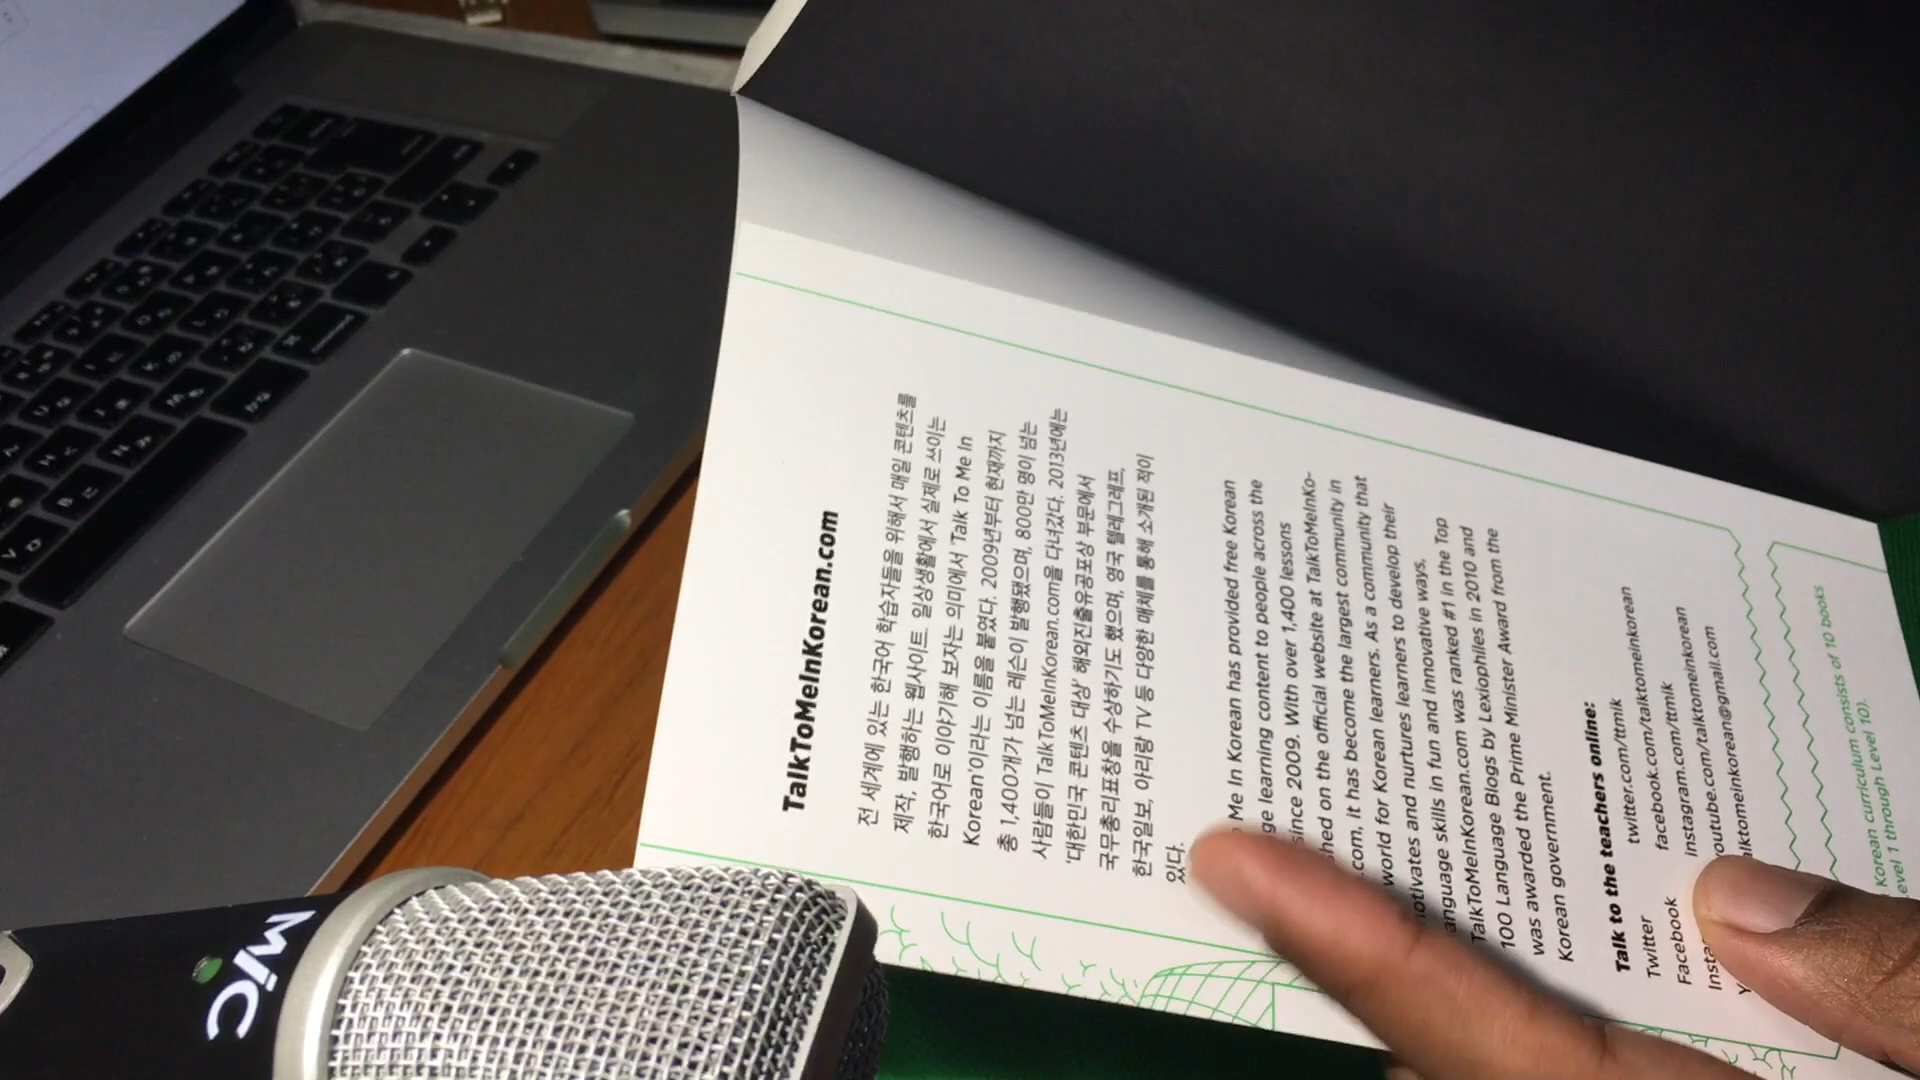 TalkToMeInKorean.com
전 세계에 있는 한국어 학습자들을 위해서 매일 콘텐츠를
제작, 발행하는 웹사이트. 일상생활에서 실제로 쓰이는
한국어로 이야기해 보자는 의미에서 'Talk To Me In
Korean'이라는 이름을 붙였다. 2009년부터 현재까지
총 1,400개가 넘는 레슨이 발행됐으며, 800만 명이 넘는
사람들이 TalkToMeInKorean.com을 다녀갔다. 2013년에는
'대한민국 콘텐츠 대상' 해외진출유공포상 부문에서
국무총리표창을 수상하기도 했으며, 영국 텔레그래프,
한국일보, 아리랑 TV 등 다양한 매체를 통해 소개된 적이
있다.
Me In Korean has provided free Korean
learning content to people across the
since 2009. With over 1,400 lessons
on the official website at TalkToMeInKo-
.com, it has become the largest community in
world for Korean learners. As a community that
and nurtures learners to develop their
language skills in fun and innovative ways,
TalkToMeInKorean.com was ranked #1 in the Top
100 Language Blogs by Lexiophiles in 2010 and
was awarded the Prime Minister Award from the
Korean government.
Talk to the teachers online:
Twitter twitter.com/ttmik
Facebook facebook.com/talktomeinkorean
instagram.com/ttmik
youtube.com/talktomeinkorean
talktomeinkorean@gmail.com
Korean curriculum consists of 10 books
Level 1 through Level 10).
MiC